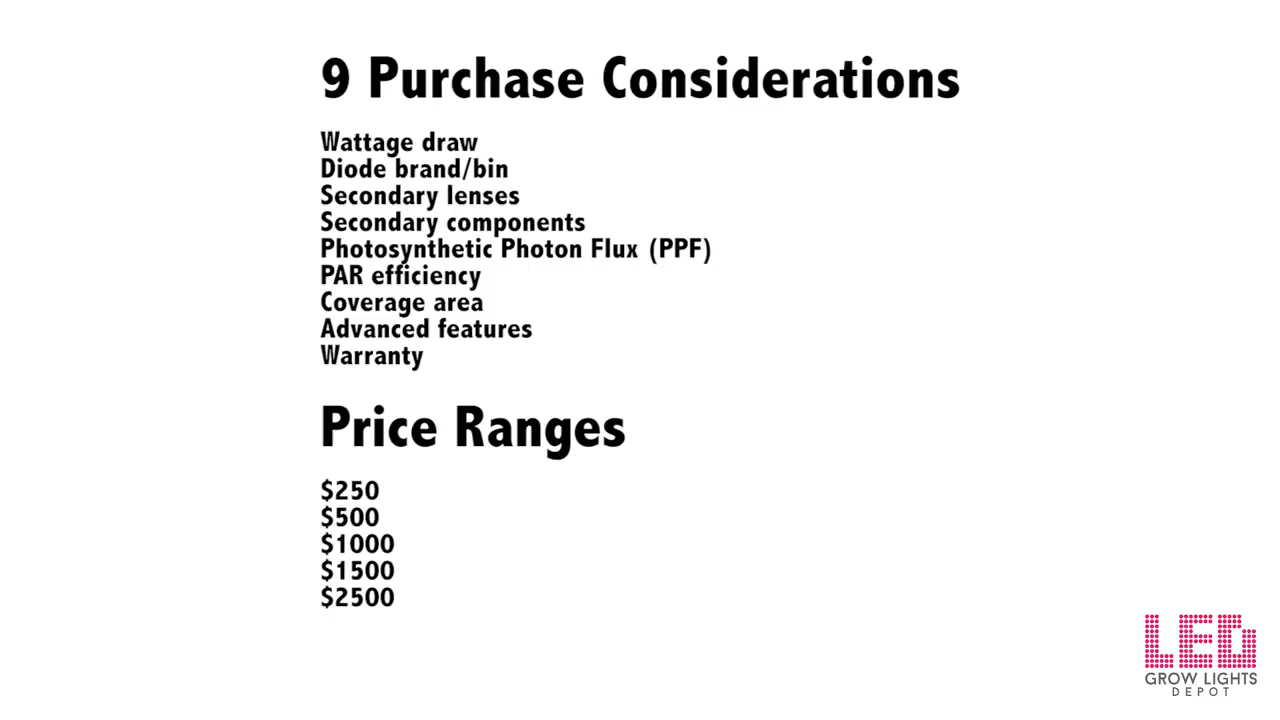 9 Purchase Considerations
Wattage draw
Diode brand/bin
Secondary lenses
Secondary components
Photosynthetic Photon Flux (PPF)
PAR efficiency
Coverage area
Advanced features
Warranty
Price Ranges
$250
$500
$1000
$1500
$2500
LED
GROW LIGHTS
DEPOT